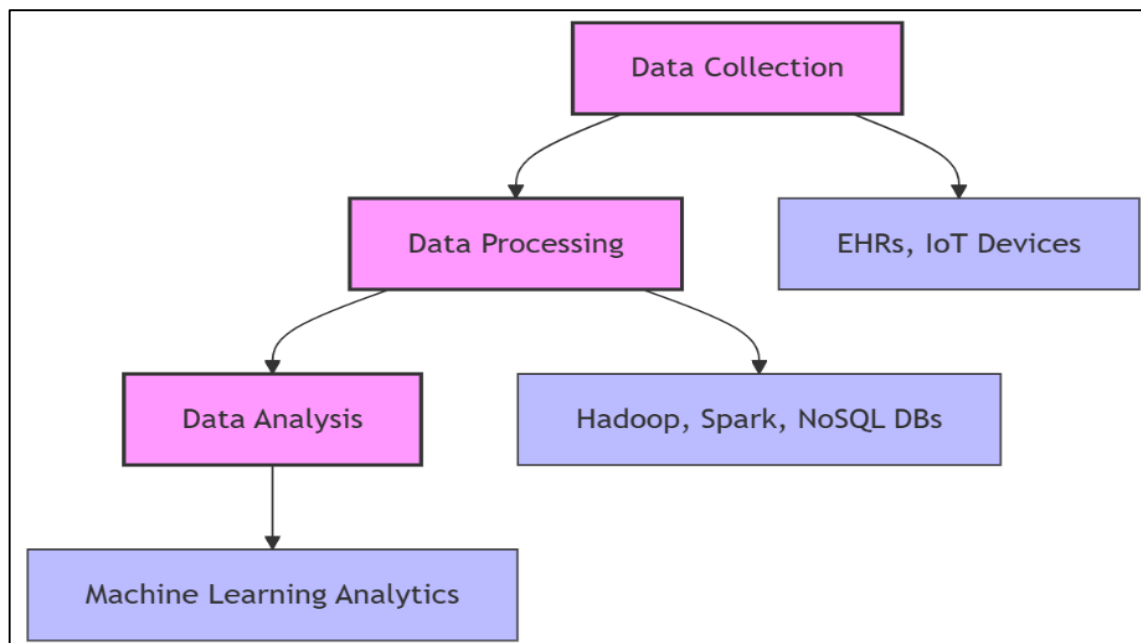 Data Collection
Data Processing
EHRs, IoT Devices
Data Analysis
Hadoop, Spark, NoSQL DBs
Machine Learning Analytics